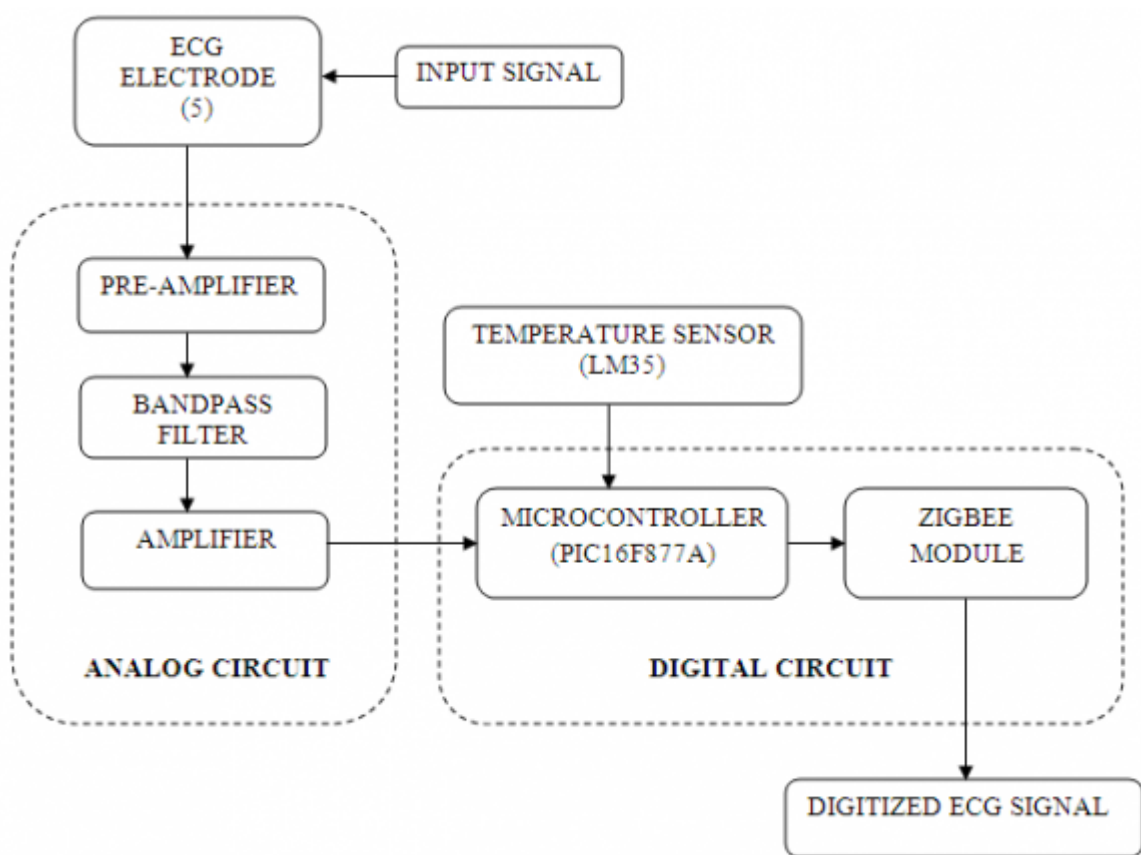 ECG
ELECTRODE
(5)
INPUT SIGNAL
PRE-AMPLIFIER
BANDPASS
FILTER
AMPLIFIER
ANALOG CIRCUIT
TEMPERATURE SENSOR
(LM35)
MICROCONTROLLER
(PIC16F877A)
ZIGBEE
MODULE
DIGITAL CIRCUIT
DIGITIZED ECG SIGNAL